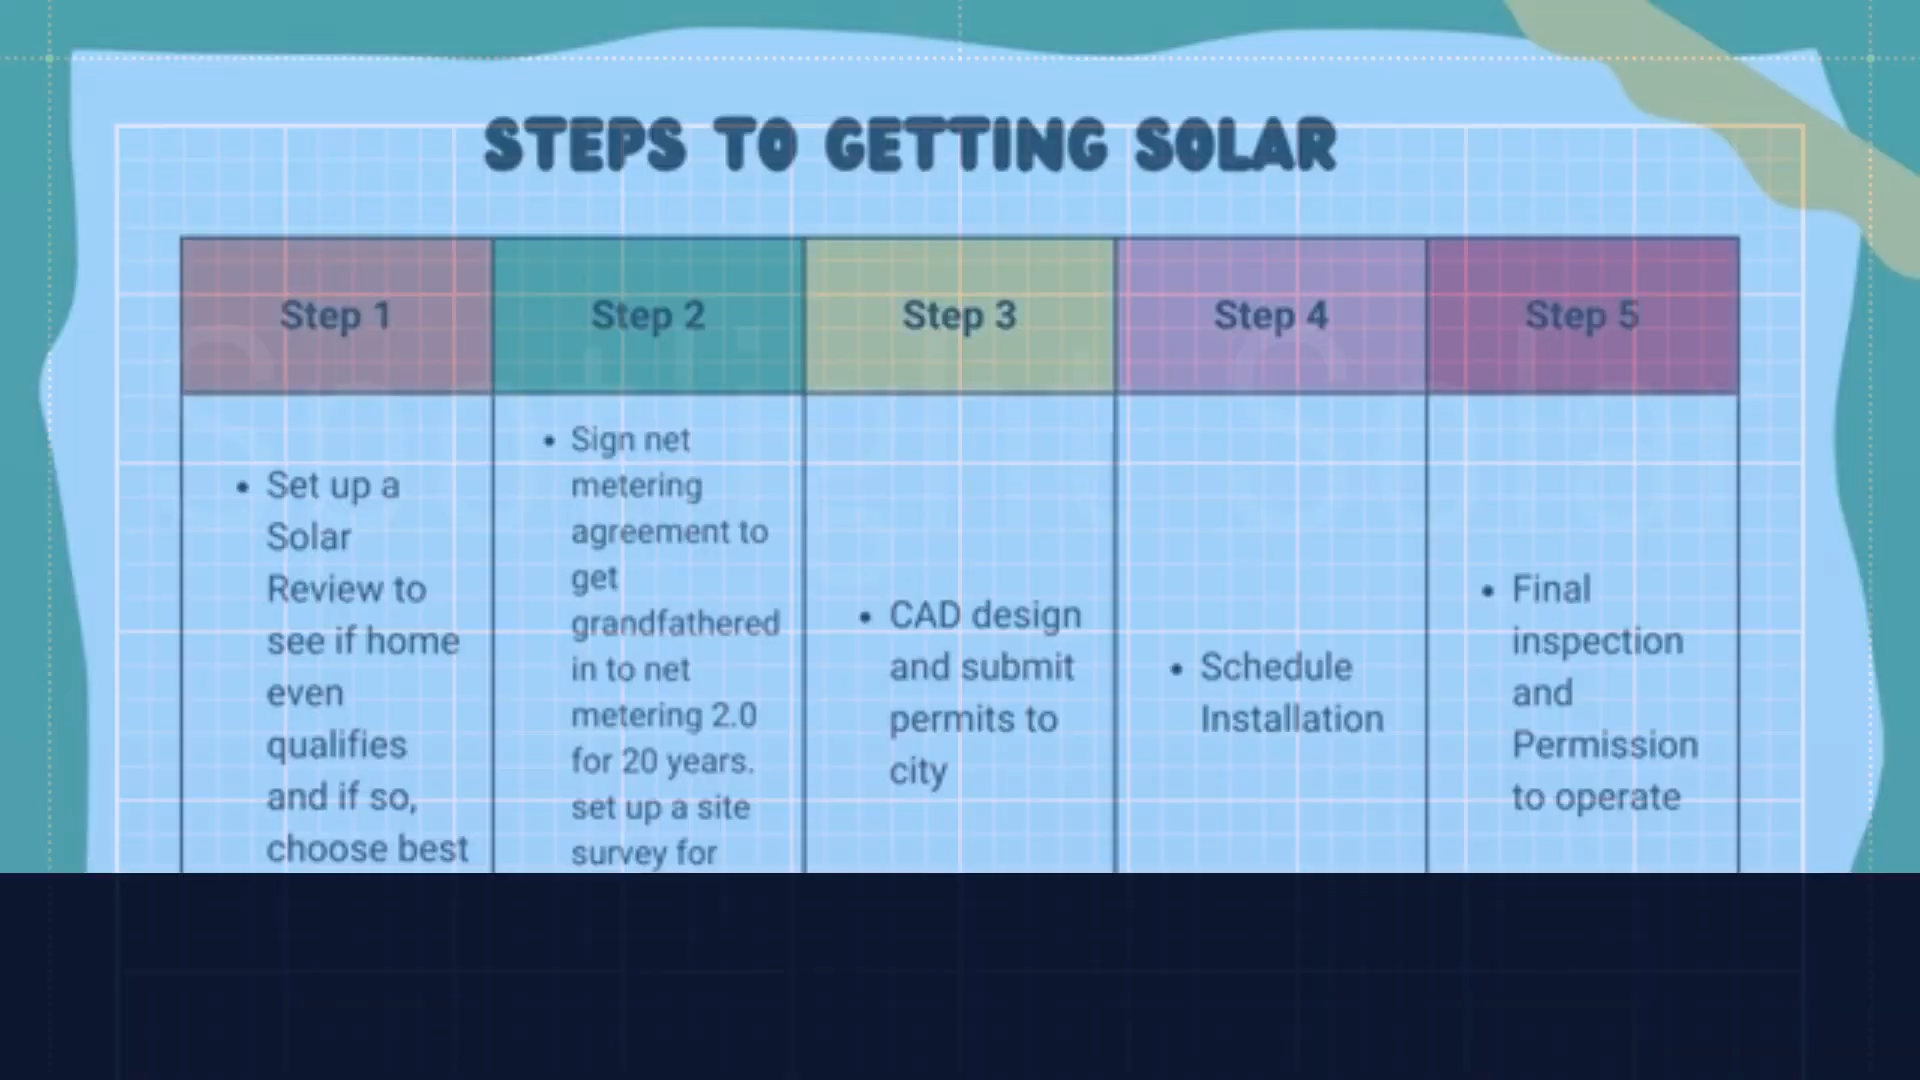 STEPS TO GETTING SOLAR
Step 1
Step 2
Step 3
Step 4
Step 5
• Set up a
Solar
Review to
see if home
even
qualifies
and if so,
choose best
• Sign net
metering
agreement to
get
grandfathered
in to net
metering 2.0
for 20 years.
set up a site
survey for
• CAD design
and submit
permits to
city
• Schedule
Installation
• Final
inspection
and
Permission
to operate